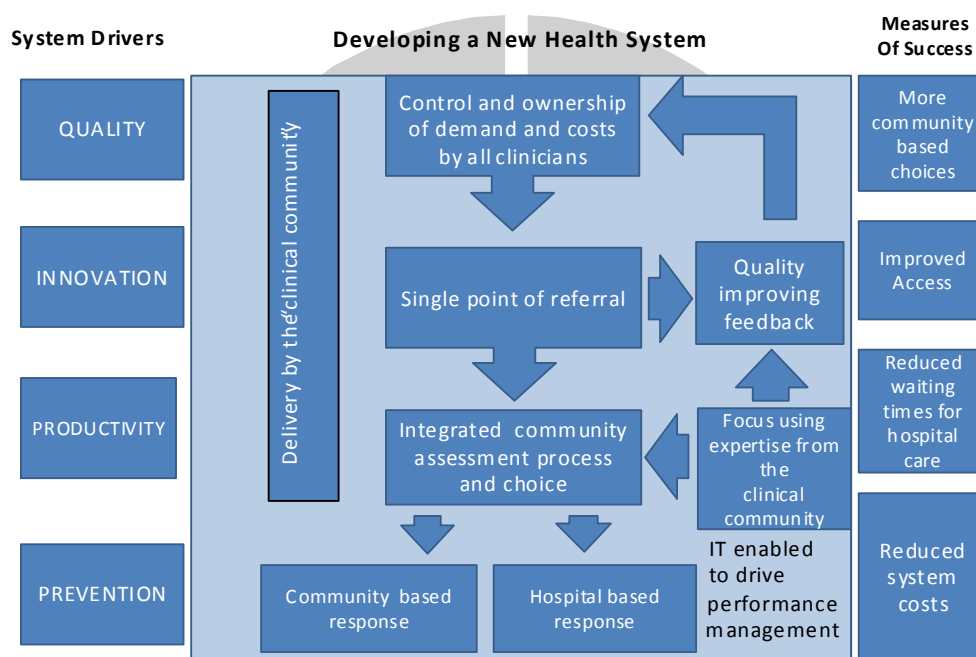 System Drivers
Developing a New Health System
Measures
Of Success
QUALITY
INNOVATION
PRODUCTIVITY
PREVENTION
Delivery by the “clinical community”
Control and ownership
of demand and costs
by all clinicians
Single point of referral
Quality
improving
feedback
Integrated community
assessment process
and choice
Focus using
expertise from
the
clinical
community
Community based
response
Hospital based
response
IT enabled
to drive
performance
management
More
community
based
choices
Improved
Access
Reduced
waiting
times for
hospital
care
Reduced
system
costs